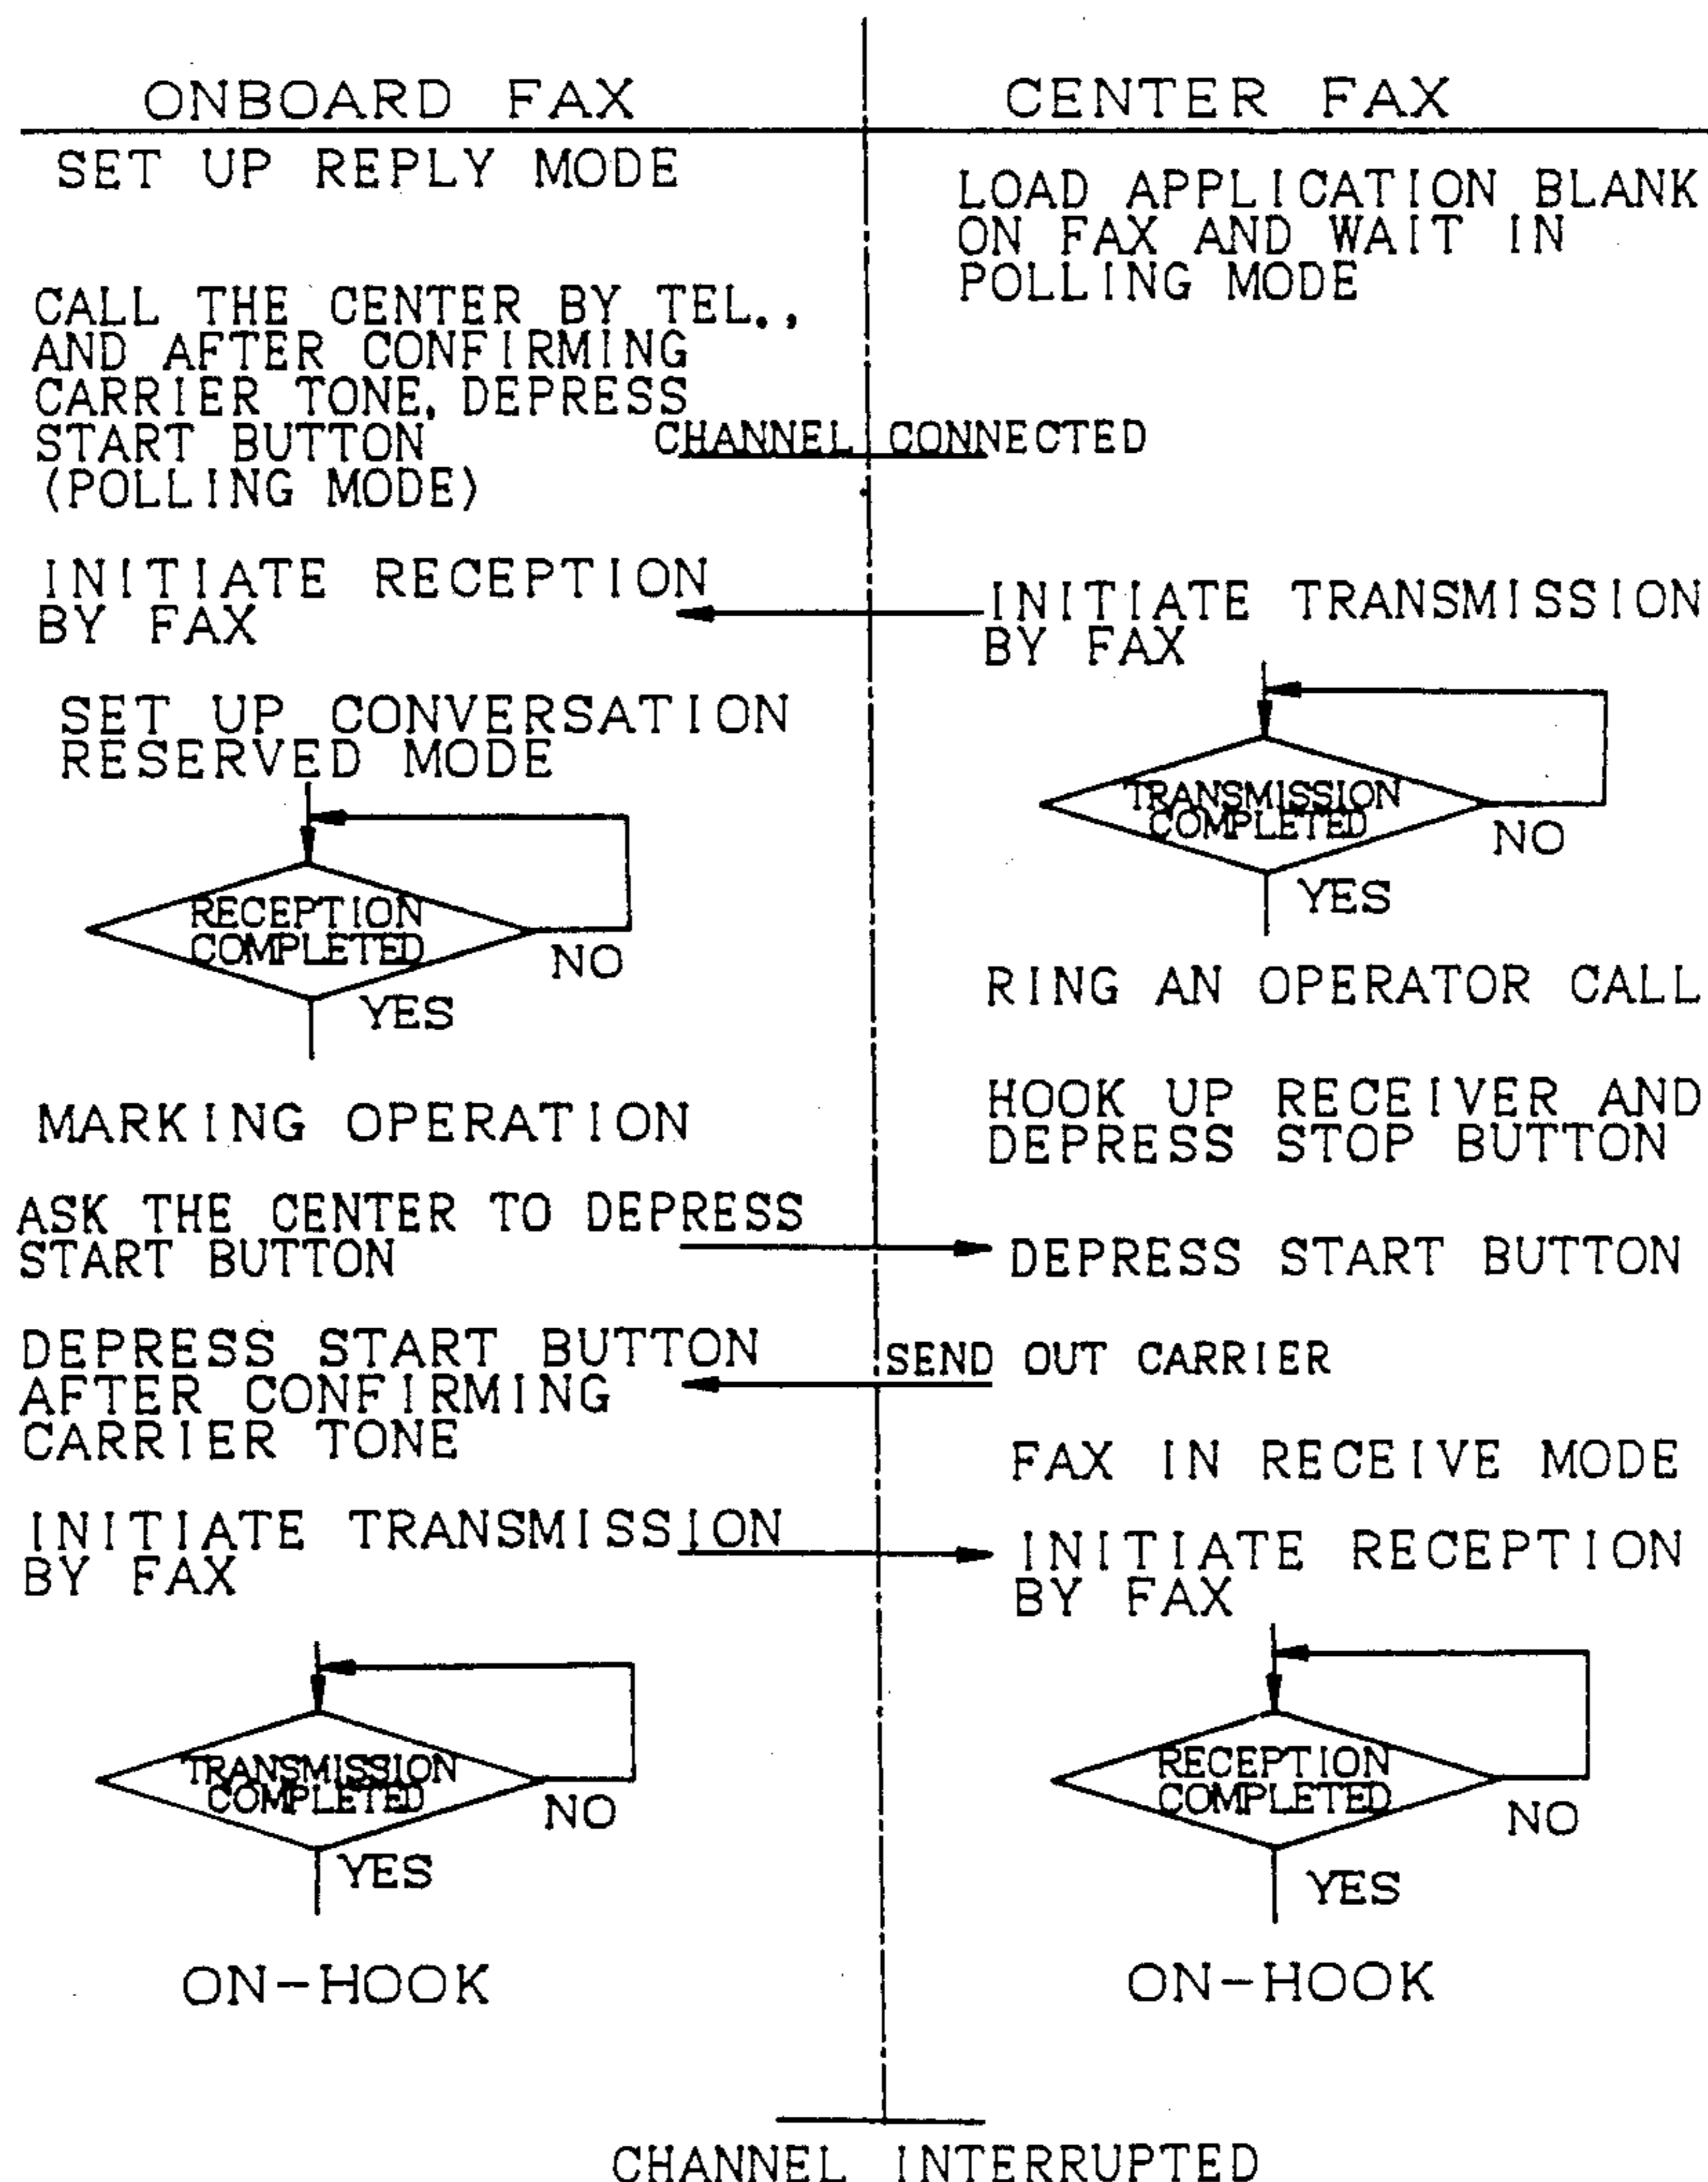 ONBOARD FAX
CENTER FAX
SET UP REPLY MODE
LOAD APPLICATION BLANK
ON FAX AND WAIT IN
POLLING MODE
CALL THE CENTER BY TEL.,
AND AFTER CONFIRMING
CARRIER TONE, DEPRESS
START BUTTON
(POLLING MODE)
CHANNEL CONNECTED
INITIATE RECEPTION
BY FAX
INITIATE TRANSMISSION
BY FAX
SET UP CONVERSATION
RESERVED MODE
TRANSMISSION
COMPLETED
NO
YES
RECEPTION
COMPLETED
NO
YES
RING AN OPERATOR CALL
MARKING OPERATION
HOOK UP RECEIVER AND
DEPRESS STOP BUTTON
ASK THE CENTER TO DEPRESS
START BUTTON
DEPRESS START BUTTON
DEPRESS START BUTTON
AFTER CONFIRMING
CARRIER TONE
SEND OUT CARRIER
FAX IN RECEIVE MODE
INITIATE TRANSMISSION
BY FAX
INITIATE RECEPTION
BY FAX
TRANSMISSION
COMPLETED
NO
YES
RECEPTION
COMPLETED
NO
YES
ON-HOOK
ON-HOOK
CHANNEL INTERRUPTED